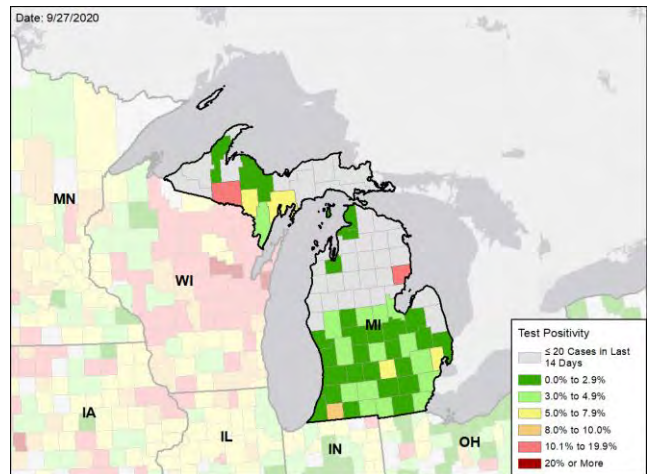 Date: 9/27/2020
MN
WI
MI
IA
IL
IN
OH
Test Positivity
≤ 20 Cases in Last
14 Days
0.0% to 2.9%
3.0% to 4.9%
5.0% to 7.9%
8.0% to 10.0%
10.1% to 19.9%
20% or More